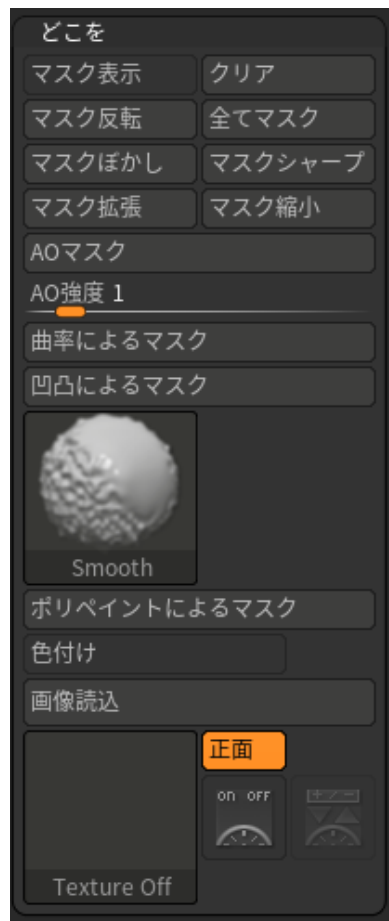 どこを
マスク表示 クリア
マスク反転 全てマスク
マスクぼかし マスクシャープ
マスク拡張 マスク縮小
AOマスク
AO強度 1
曲率によるマスク
凹凸によるマスク
Smooth
ポリペイントによるマスク
色付け
画像読込
正面
on off
+ / −
Texture Off